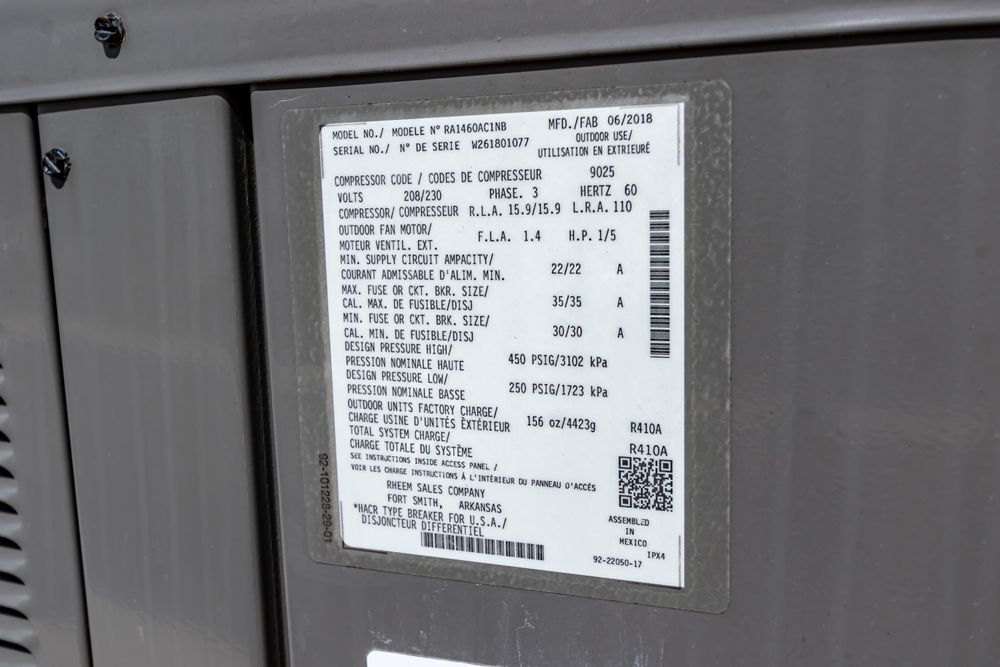 MODEL NO./ MODELE N° RA1460AC1NB MFD./FAB 06/2018
SERIAL NO./ N° DE SERIE W261801077 OUTDOOR USE/
UTILISATION EN EXTRIEURÉ
COMPRESSOR CODE / CODES DE COMPRESSEUR 9025
VOLTS 208/230 PHASE. 3 HERTZ 60
COMPRESSOR/ COMPRESSEUR R.L.A. 15.9/15.9 L.R.A. 110
OUTDOOR FAN MOTOR/
MOTEUR VENTIL. EXT. F.L.A. 1.4 H.P. 1/5
MIN. SUPPLY CIRCUIT AMPACITY/
COURANT ADMISSABLE D'ALIM. MIN. 22/22 A
MAX. FUSE OR CKT. BKR. SIZE/
CAL. MAX. DE FUSIBLE/DISJ 35/35 A
MIN. FUSE OR CKT. BRK. SIZE/
CAL. MIN. DE FUSIBLE/DISJ 30/30 A
DESIGN PRESSURE HIGH/
PRESSION NOMINALE HAUTE 450 PSIG/3102 kPa
DESIGN PRESSURE LOW/
PRESSION NOMINALE BASSE 250 PSIG/1723 kPa
OUTDOOR UNITS FACTORY CHARGE/
CHARGE USINE D'UNITÉS ÈXTÉRIEUR 156 oz/4423g R410A
TOTAL SYSTEM CHARGE/
CHARGE TOTALE DU SYSTÈME R410A
SEE INSTRUCTIONS INSIDE ACCESS PANEL /
VOIR LES CHARGE INSTRUCTIONS À L'INTÉRIEUR DU PANNEAU D'ACCÈS
RHEEM SALES COMPANY
FORT SMITH, ARKANSAS
*HACR TYPE BREAKER FOR U.S.A./
DISJONCTEUR DIFFERENTIEL
ASSEMBLED
IN
MEXICO
IPX4
92-22050-17
92-101228-29-01